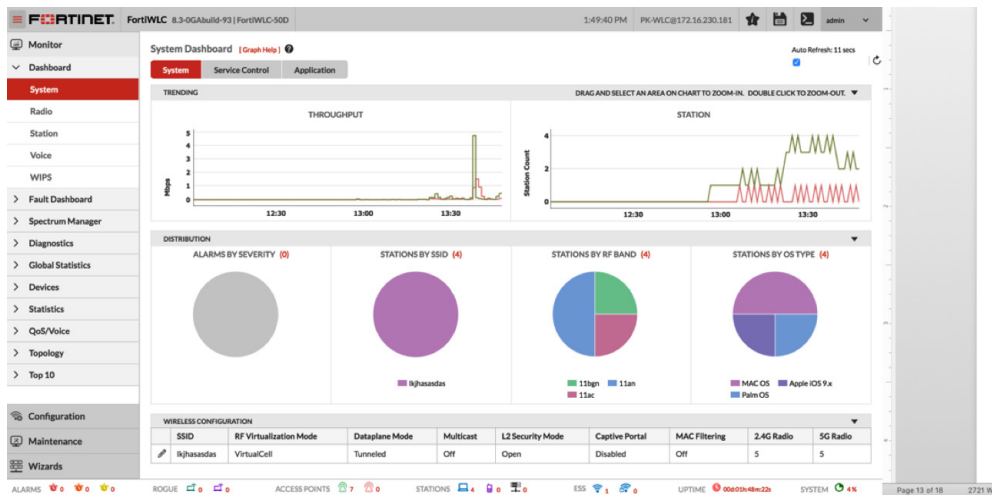 FORTINET. FortiWLC 8.3-0GAbuild-93 | FortiWLC-50D 1:49:40 PM PK-WLC@172.16.230.181 admin
Monitor
Dashboard
System
Radio
Station
Voice
WIPS
Fault Dashboard
Spectrum Manager
Diagnostics
Global Statistics
Devices
Statistics
QoS/Voice
Topology
Top 10
Configuration
Maintenance
Wizards
System Dashboard [ Graph Help ] ?
Auto Refresh: 11 secs
System Service Control Application
TRENDING DRAG AND SELECT AN AREA ON CHART TO ZOOM-IN. DOUBLE CLICK TO ZOOM-OUT.
THROUGHPUT
Mbps
5
4
3
2
1
0
12:30 13:00 13:30
STATION
Station Count
4
2
0
12:30 13:00 13:30
DISTRIBUTION
ALARMS BY SEVERITY (0)
STATIONS BY SSID (4)
lkjhasasdas
STATIONS BY RF BAND (4)
11bgn 11an
11ac
STATIONS BY OS TYPE (4)
MAC OS Apple iOS 9.x
Palm OS
WIRELESS CONFIGURATION
SSID RF Virtualization Mode Dataplane Mode Multicast L2 Security Mode Captive Portal MAC Filtering 2.4G Radio 5G Radio
lkjhasasdas VirtualCell Tunneled Off Open Disabled Off 5 5
ALARMS 0 0 0 ROGUE 0 0 ACCESS POINTS 7 0 STATIONS 4 0 0 ESS 1 0 UPTIME 00d:01h:48m:22s SYSTEM 4%
Page 13 of 18 2721 W